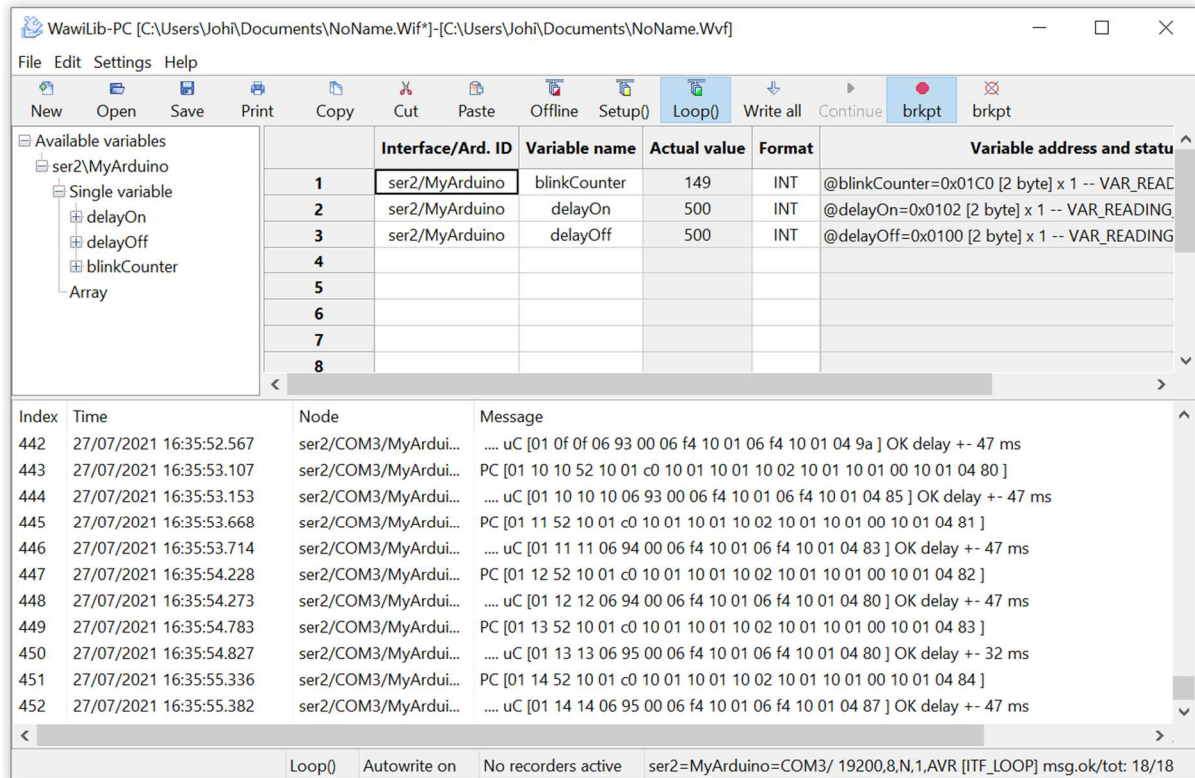 WawiLib-PC [C:\Users\Johi\Documents\NoName.Wif*]-[C:\Users\Johi\Documents\NoName.Wvf]
File Edit Settings Help
New Open Save Print Copy Cut Paste Offline Setup() Loop() Write all Continue brkpt brkpt
Available variables
ser2\MyArduino
Single variable
delayOn
delayOff
blinkCounter
Array
Interface/Ard. ID Variable name Actual value Format Variable address and statu
1 ser2/MyArduino blinkCounter 149 INT @blinkCounter=0x01C0 [2 byte] x 1 -- VAR_READ
2 ser2/MyArduino delayOn 500 INT @delayOn=0x0102 [2 byte] x 1 -- VAR_READING_
3 ser2/MyArduino delayOff 500 INT @delayOff=0x0100 [2 byte] x 1 -- VAR_READING
4
5
6
7
8
Index Time Node Message
442 27/07/2021 16:35:52.567 ser2/COM3/MyArdui... .... uC [01 0f 0f 06 93 00 06 f4 10 01 06 f4 10 01 04 9a ] OK delay +- 47 ms
443 27/07/2021 16:35:53.107 ser2/COM3/MyArdui... PC [01 10 10 52 10 01 c0 10 01 10 01 10 02 10 01 10 01 00 10 01 04 80 ]
444 27/07/2021 16:35:53.153 ser2/COM3/MyArdui... .... uC [01 10 10 10 06 93 00 06 f4 10 01 06 f4 10 01 04 85 ] OK delay +- 47 ms
445 27/07/2021 16:35:53.668 ser2/COM3/MyArdui... PC [01 11 52 10 01 c0 10 01 10 01 10 02 10 01 10 01 00 10 01 04 81 ]
446 27/07/2021 16:35:53.714 ser2/COM3/MyArdui... .... uC [01 11 11 06 94 00 06 f4 10 01 06 f4 10 01 04 83 ] OK delay +- 47 ms
447 27/07/2021 16:35:54.228 ser2/COM3/MyArdui... PC [01 12 52 10 01 c0 10 01 10 01 10 02 10 01 10 01 00 10 01 04 82 ]
448 27/07/2021 16:35:54.273 ser2/COM3/MyArdui... .... uC [01 12 12 06 94 00 06 f4 10 01 06 f4 10 01 04 80 ] OK delay +- 47 ms
449 27/07/2021 16:35:54.783 ser2/COM3/MyArdui... PC [01 13 52 10 01 c0 10 01 10 01 10 02 10 01 10 01 00 10 01 04 83 ]
450 27/07/2021 16:35:54.827 ser2/COM3/MyArdui... .... uC [01 13 13 06 95 00 06 f4 10 01 06 f4 10 01 04 80 ] OK delay +- 32 ms
451 27/07/2021 16:35:55.336 ser2/COM3/MyArdui... PC [01 14 52 10 01 c0 10 01 10 01 10 02 10 01 10 01 00 10 01 04 84 ]
452 27/07/2021 16:35:55.382 ser2/COM3/MyArdui... .... uC [01 14 14 06 95 00 06 f4 10 01 06 f4 10 01 04 87 ] OK delay +- 47 ms
Loop() Autowrite on No recorders active ser2=MyArduino=COM3/ 19200,8,N,1,AVR [ITF_LOOP] msg.ok/tot: 18/18